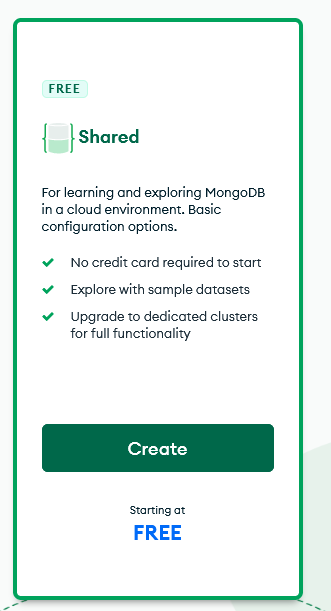 FREE
Shared
For learning and exploring MongoDB
in a cloud environment. Basic
configuration options.
No credit card required to start
Explore with sample datasets
Upgrade to dedicated clusters
for full functionality
Create
Starting at
FREE